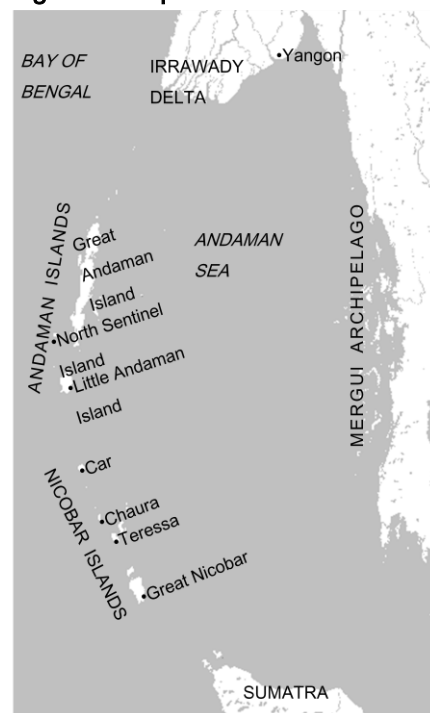 BAY OF
BENGAL
IRRAWADY
DELTA
Yangon
ANDAMAN ISLANDS
Great
Andaman
Island
ANDAMAN
SEA
MERGUI ARCHIPELAGO
North Sentinel
Island
Little Andaman
Island
Car
NICOBAR ISLANDS
Chaura
Teressa
Great Nicobar
SUMATRA